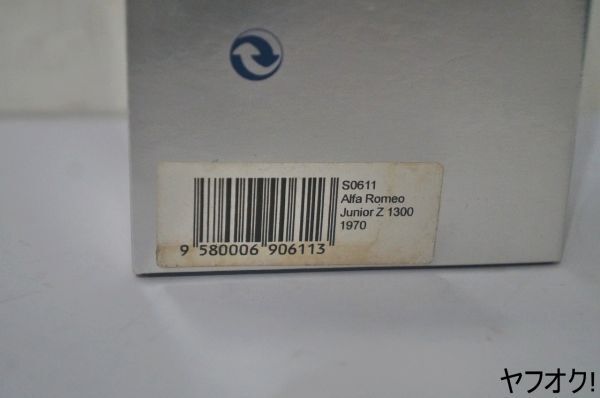 S0611
Alfa Romeo
Junior Z 1300
1970
9 580006 906113
ヤフオク!